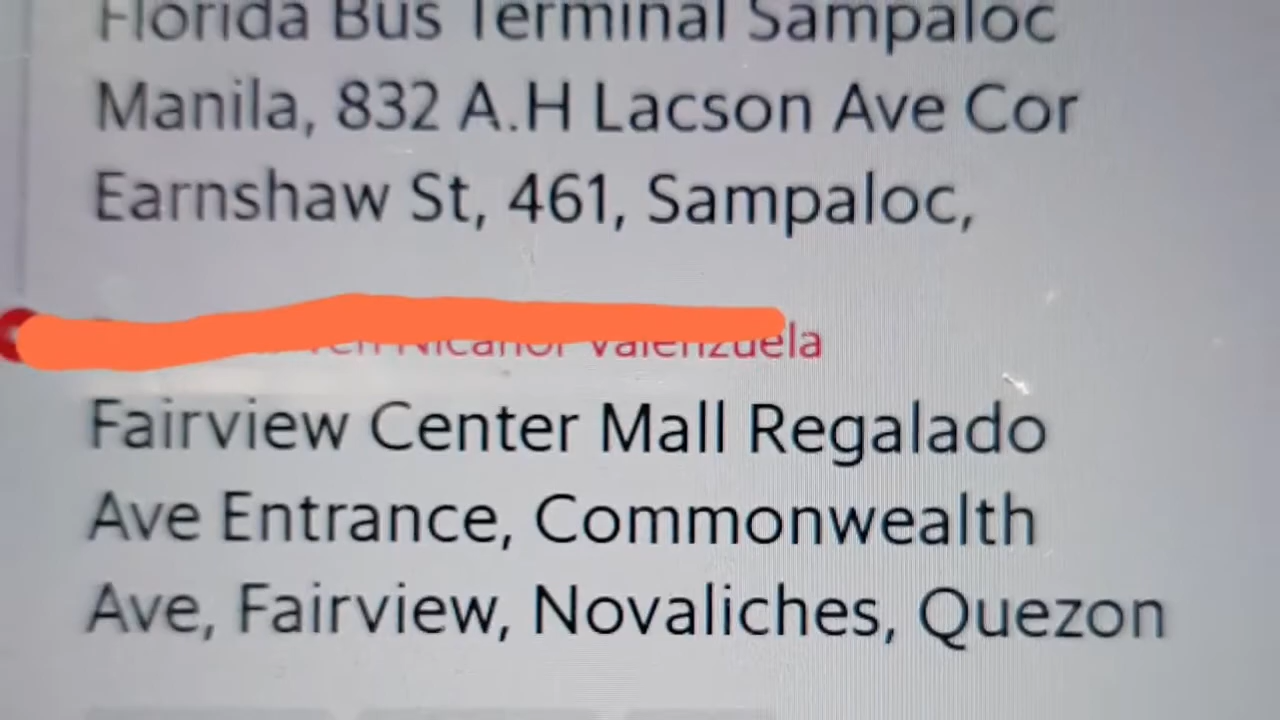 Florida Bus Terminal Sampaloc
Manila, 832 A.H Lacson Ave Cor
Earnshaw St, 461, Sampaloc,
Fairview Center Mall Regalado
Ave Entrance, Commonwealth
Ave, Fairview, Novaliches, Quezon